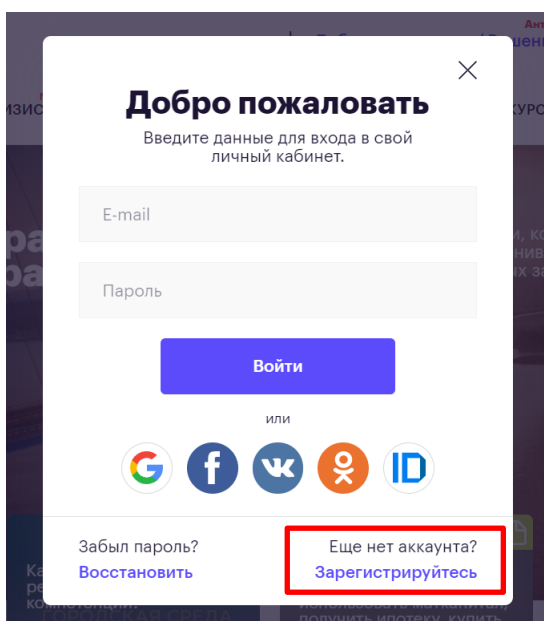 Добро пожаловать
Введите данные для входа в свой
личный кабинет.
E-mail
Пароль
Войти
или
Забыл пароль?
Восстановить
Еще нет аккаунта?
Зарегистрируйтесь